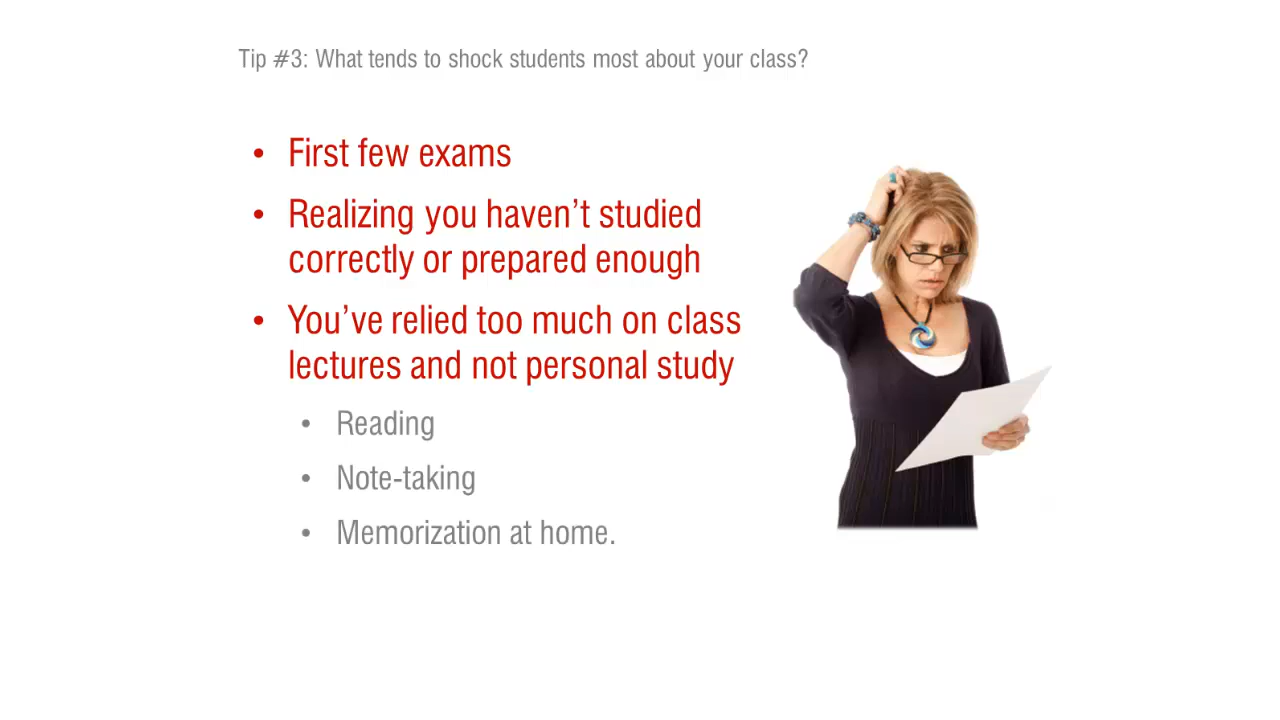 Tip #3: What tends to shock students most about your class?
• First few exams
• Realizing you haven’t studied
correctly or prepared enough
• You’ve relied too much on class
lectures and not personal study
• Reading
• Note-taking
• Memorization at home.